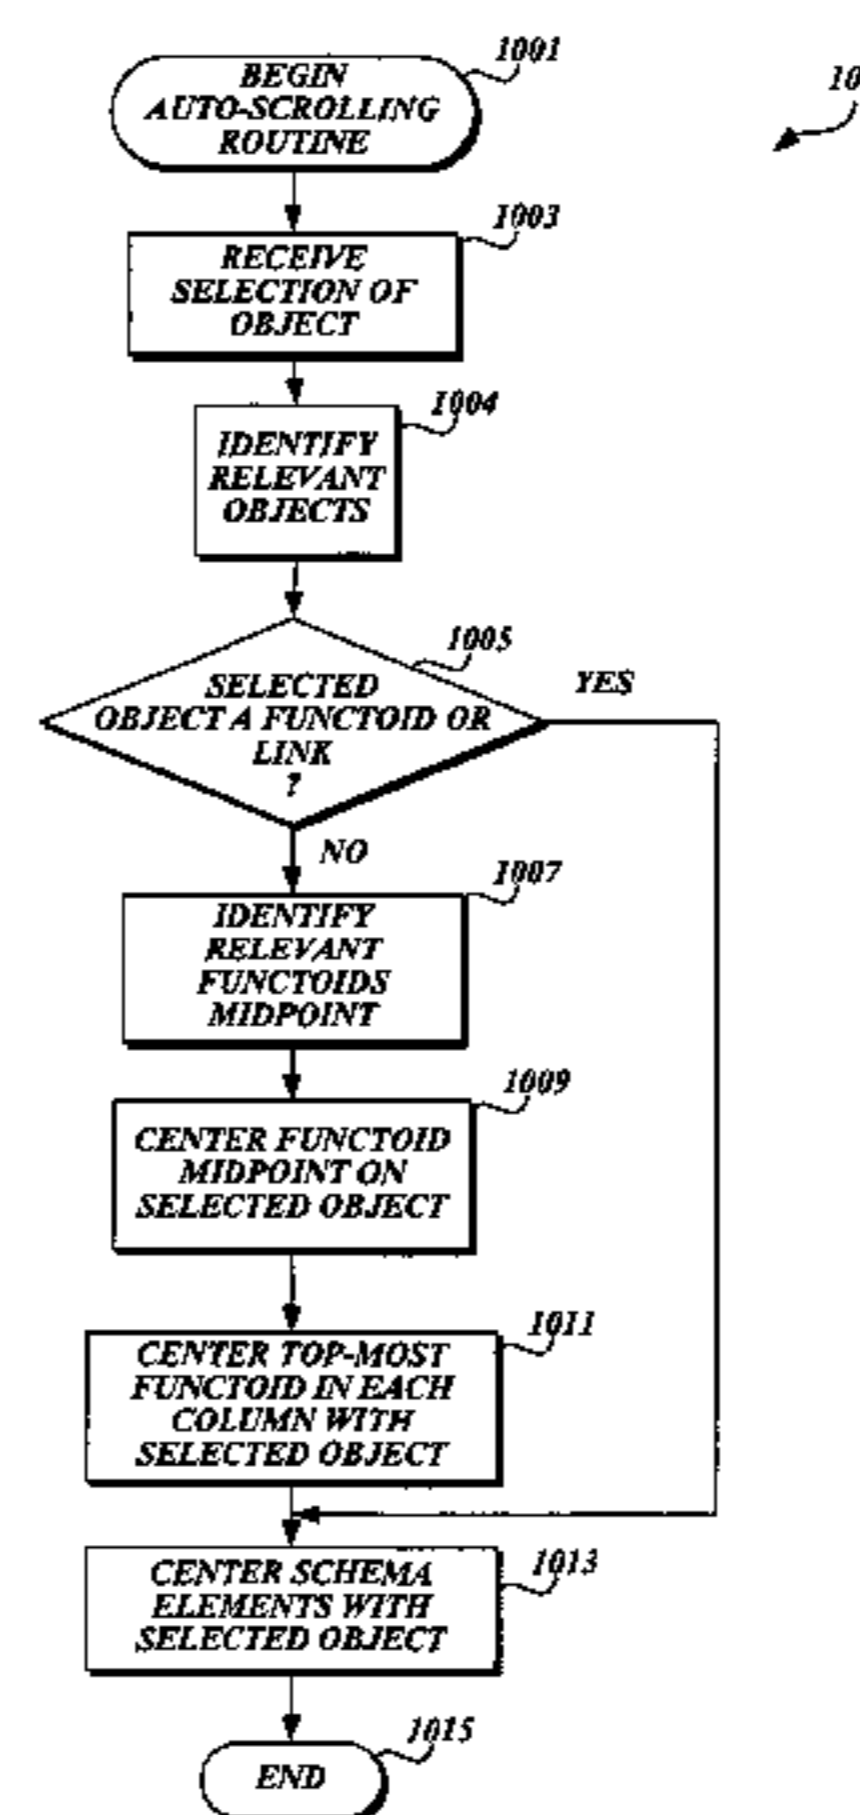 1001
BEGIN
AUTO-SCROLLING
ROUTINE
10
1003
RECEIVE
SELECTION OF
OBJECT
1004
IDENTIFY
RELEVANT
OBJECTS
1005
SELECTED
OBJECT A FUNCTOID OR
LINK
?
YES
NO
1007
IDENTIFY
RELEVANT
FUNCTOIDS
MIDPOINT
1009
CENTER FUNCTOID
MIDPOINT ON
SELECTED OBJECT
1011
CENTER TOP-MOST
FUNCTOID IN EACH
COLUMN WITH
SELECTED OBJECT
1013
CENTER SCHEMA
ELEMENTS WITH
SELECTED OBJECT
1015
END